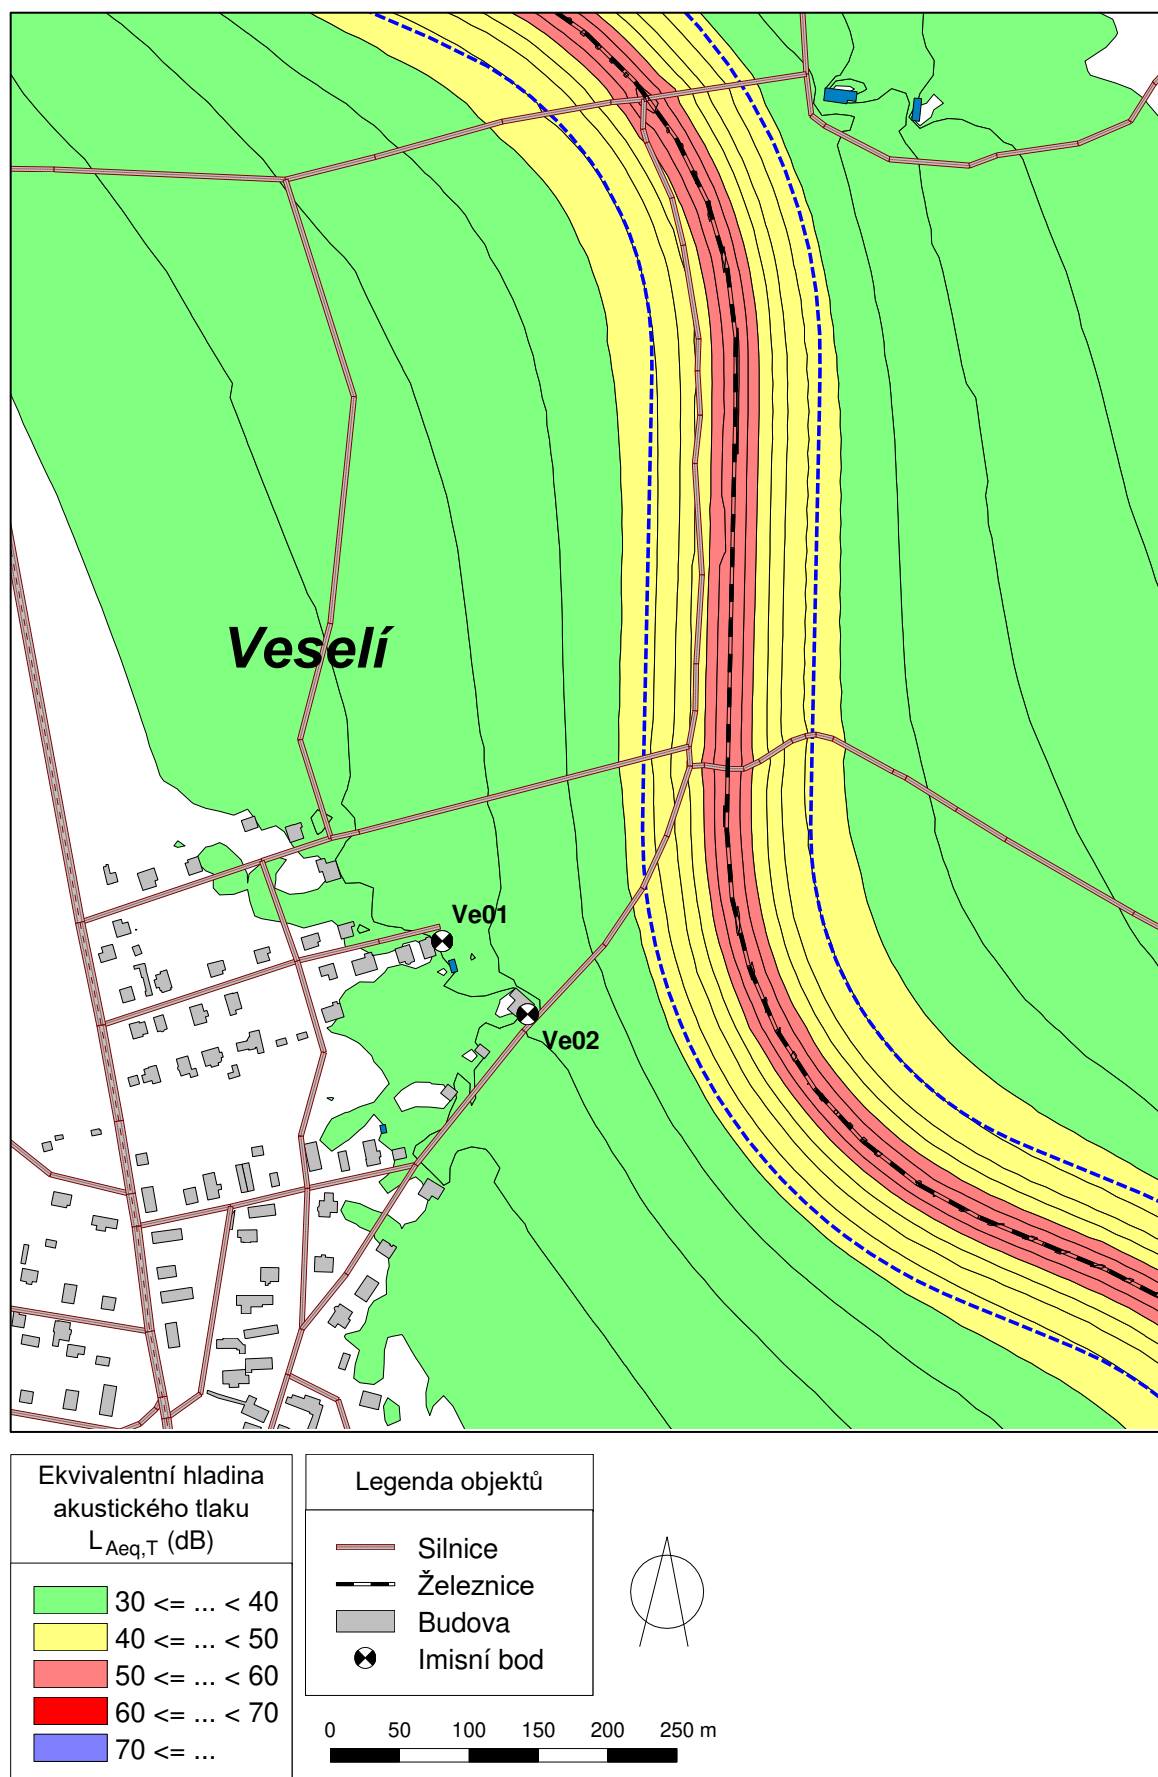 Veselí
Ve01
Ve02
Ekvivalentní hladina
akustického tlaku
L Aeq,T (dB)
30 <= ... < 40
40 <= ... < 50
50 <= ... < 60
60 <= ... < 70
70 <= ...
Legenda objektů
Silnice
Železnice
Budova
Imisní bod
0 50 100 150 200 250 m